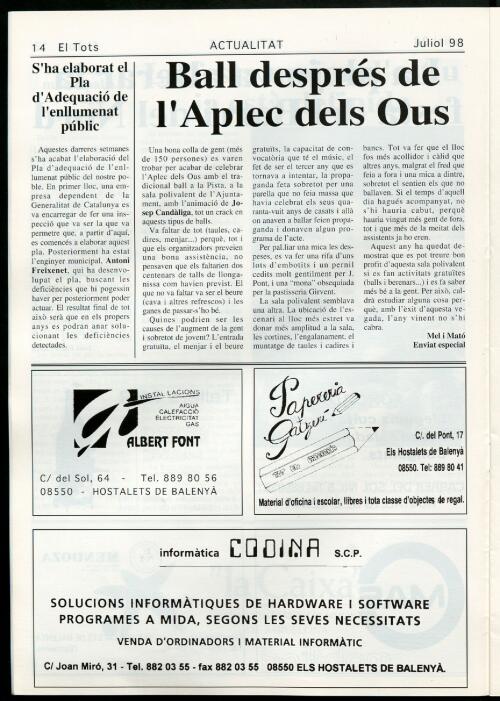 14 El Tots
ACTUALITAT
Juliol 98
S'ha elaborat el
Pla
d'Adequació de
l'enllumenat
públic
Aquestes darreres setmanes
s'ha acabat l'elaboració del
Pla d'adequació de l'enl-
lumenat públic del nostre po-
ble. En primer lloc, una em-
presa dependent de la
Generalitat de Catalunya es
va encarregar de fer una ins-
pecció que va ser la que va
permetre que, a partir d'aquí,
es comencés a elaborar aquest
pla. Posteriorment ha estat
l'enginyer municipal, Antoni
Freixenet, qui ha desenvo-
lupat el pla, buscant les
deficiències que hi poguessin
haver per posteriorment poder
actuar. El resultat final de tot
això serà que en els propers
anys es podran anar solu-
cionant les deficiències
detectades.
Ball després de
l'Aplec dels Ous
Una bona colla de gent (més
de 150 persones) es varen
trobar per acabar de celebrar
l'Aplec dels Ous amb el tra-
dicional ball a la Pista, a la
sala polivalent de l'Ajunta-
ment, amb l'animació de Jo-
sep Candàliga, tot un crack en
aquests tipus de balls.
Va faltar de tot (taules, ca-
dires, menjar...) perquè, tot i
que els organitzadors preveien
una bona assistència, no
pensaven que els faltarien dos
centenars de talls de llonga-
nissa com havien previst. El
que no va faltar va ser el beure
(cava i altres refrescos) i les
ganes de passar-s'ho bé.
Quines podrien ser les
causes de l'augment de la gent
i sobretot de jovent? L'entrada
gratuïta, el menjar i el beure
gratuïts, la capacitat de con-
vocatòria que té el músic, el
fet de ser el tercer any que es
tornava a intentar, la propa-
ganda feta sobretot per una
parella que no feia massa que
havia celebrat els seus qua-
ranta-vuit anys de casats i allà
on anaven a ballar feien propa-
ganda i donaven algun pro-
grama de l'acte.
Per pal.liar una mica les des-
peses, es va fer una rifa d'uns
lots d'embotits i un pernil
cedits molt gentilment per J.
Pont, i una "mona" obsequiada
per la pastisseria Girvent.
La sala polivalent semblava
una altra. La ubicació de l'es-
cenari al lloc més estret va
donar més amplitud a la sala,
les cortines, l'engalanament, el
muntatge de taules i cadires i
bancs. Tot va fer que el lloc
fos més acollidor i càlid que
altres anys, malgrat el fred que
feia a fora i una mica a dintre,
sobretot el sentien els que no
ballaven. Si el temps d'aquell
dia hagués acompanyat, no
s'hi hauria cabut, perquè
hauria vingut més gent de fora,
tot i que més de la meitat dels
assistents ja ho eren.
Aquest any ha quedat de-
mostrat que es pot treure bon
profit d'aquesta sala polivalent
si es fan activitats gratuïtes
(balls i berenars...) i es fa saber
més bé a la gent. Per això, cal-
drà estudiar alguna cosa per-
què, amb l'èxit d'aquesta ve-
gada, l'any vinent no s'hi
cabra.
Mel i Mató
Enviat especial
INSTAL·LACIONS
AIGUA
CALEFACCIÓ
ELECTRICITAT
GAS
ALBERT FONT
C/ del Sol, 64 - Tel. 889 80 56
08550 - HOSTALETS DE BALENYÀ
Papereria
C/. del Pont, 17
Els Hostalets de Balenyà
08550. Tel: 889 80 41
Material d'oficina i escolar, llibres i tota classe d'objectes de regal.
informàtica CODINA S.C.P.
SOLUCIONS INFORMÀTIQUES DE HARDWARE I SOFTWARE
PROGRAMES A MIDA, SEGONS LES SEVES NECESSITATS
VENDA D'ORDINADORS I MATERIAL INFORMÀTIC
C/ Joan Miró, 31 - Tel. 882 03 55 - fax 882 03 55 08550 ELS HOSTALETS DE BALENYÀ.